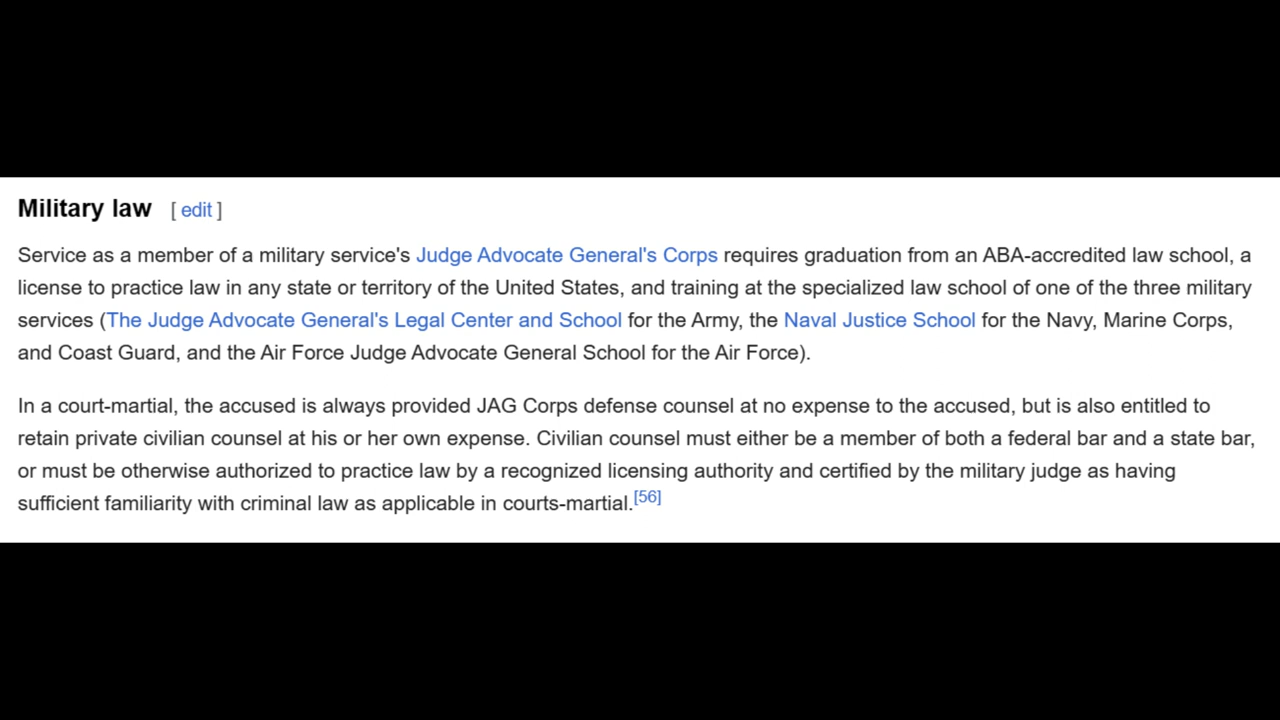 Military law [ edit ]
Service as a member of a military service's Judge Advocate General's Corps requires graduation from an ABA-accredited law school, a
license to practice law in any state or territory of the United States, and training at the specialized law school of one of the three military
services (The Judge Advocate General's Legal Center and School for the Army, the Naval Justice School for the Navy, Marine Corps,
and Coast Guard, and the Air Force Judge Advocate General School for the Air Force).
In a court-martial, the accused is always provided JAG Corps defense counsel at no expense to the accused, but is also entitled to
retain private civilian counsel at his or her own expense. Civilian counsel must either be a member of both a federal bar and a state bar,
or must be otherwise authorized to practice law by a recognized licensing authority and certified by the military judge as having
sufficient familiarity with criminal law as applicable in courts-martial.[56]